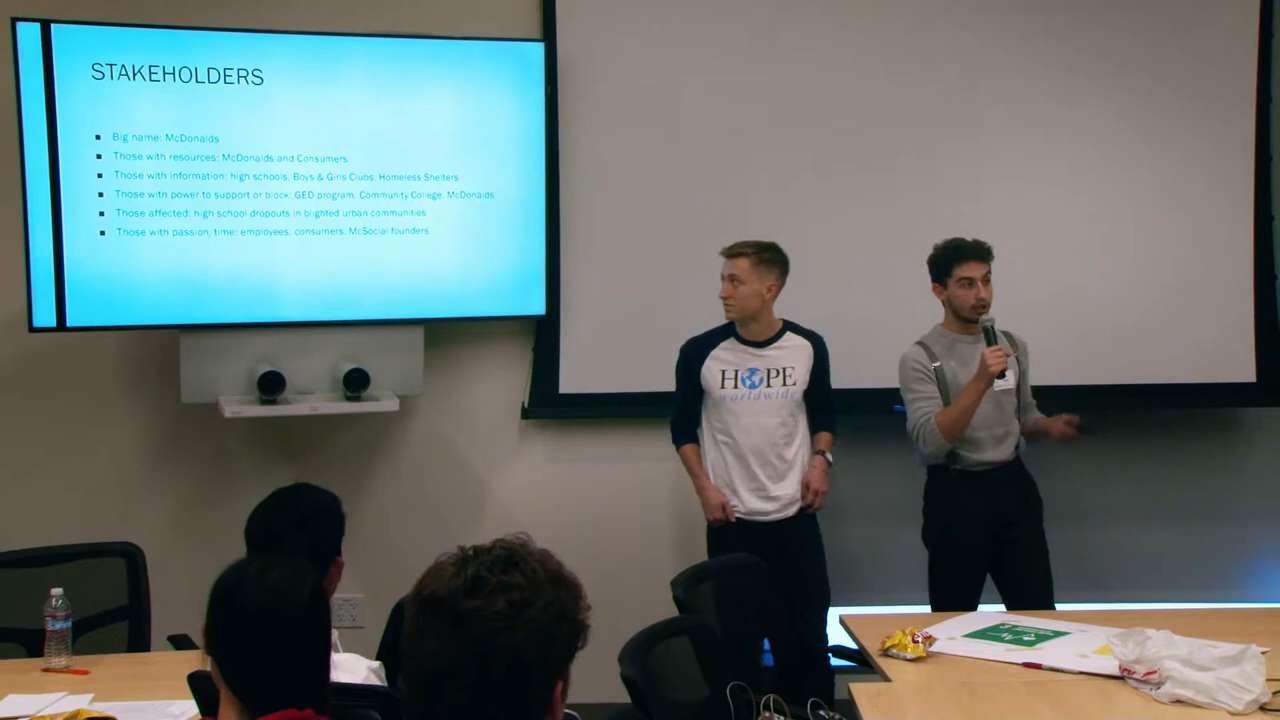 STAKEHOLDERS
Big name: McDonalds
Those with resources: McDonalds and Consumers
Those with information: high schools, Boys & Girls Clubs, Homeless Shelters
Those with power to support or block: GED program, Community College, McDonalds
Those affected: high school dropouts in blighted urban communities
Those with passion/time: employees, consumers, McSocial founders
HOPE
worldwide